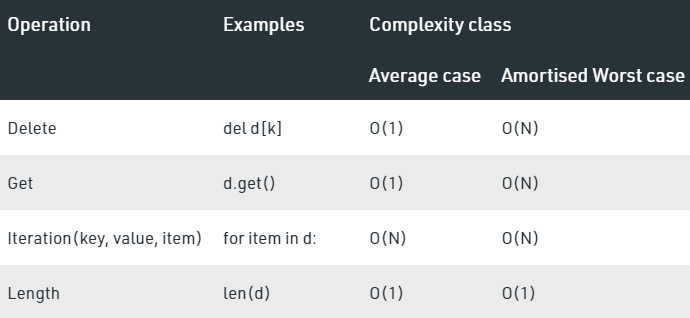 Operation Examples Complexity class
Average case Amortised Worst case
Delete del d[k] O(1) O(N)
Get d.get() O(1) O(N)
Iteration(key, value, item) for item in d: O(N) O(N)
Length len(d) O(1) O(1)